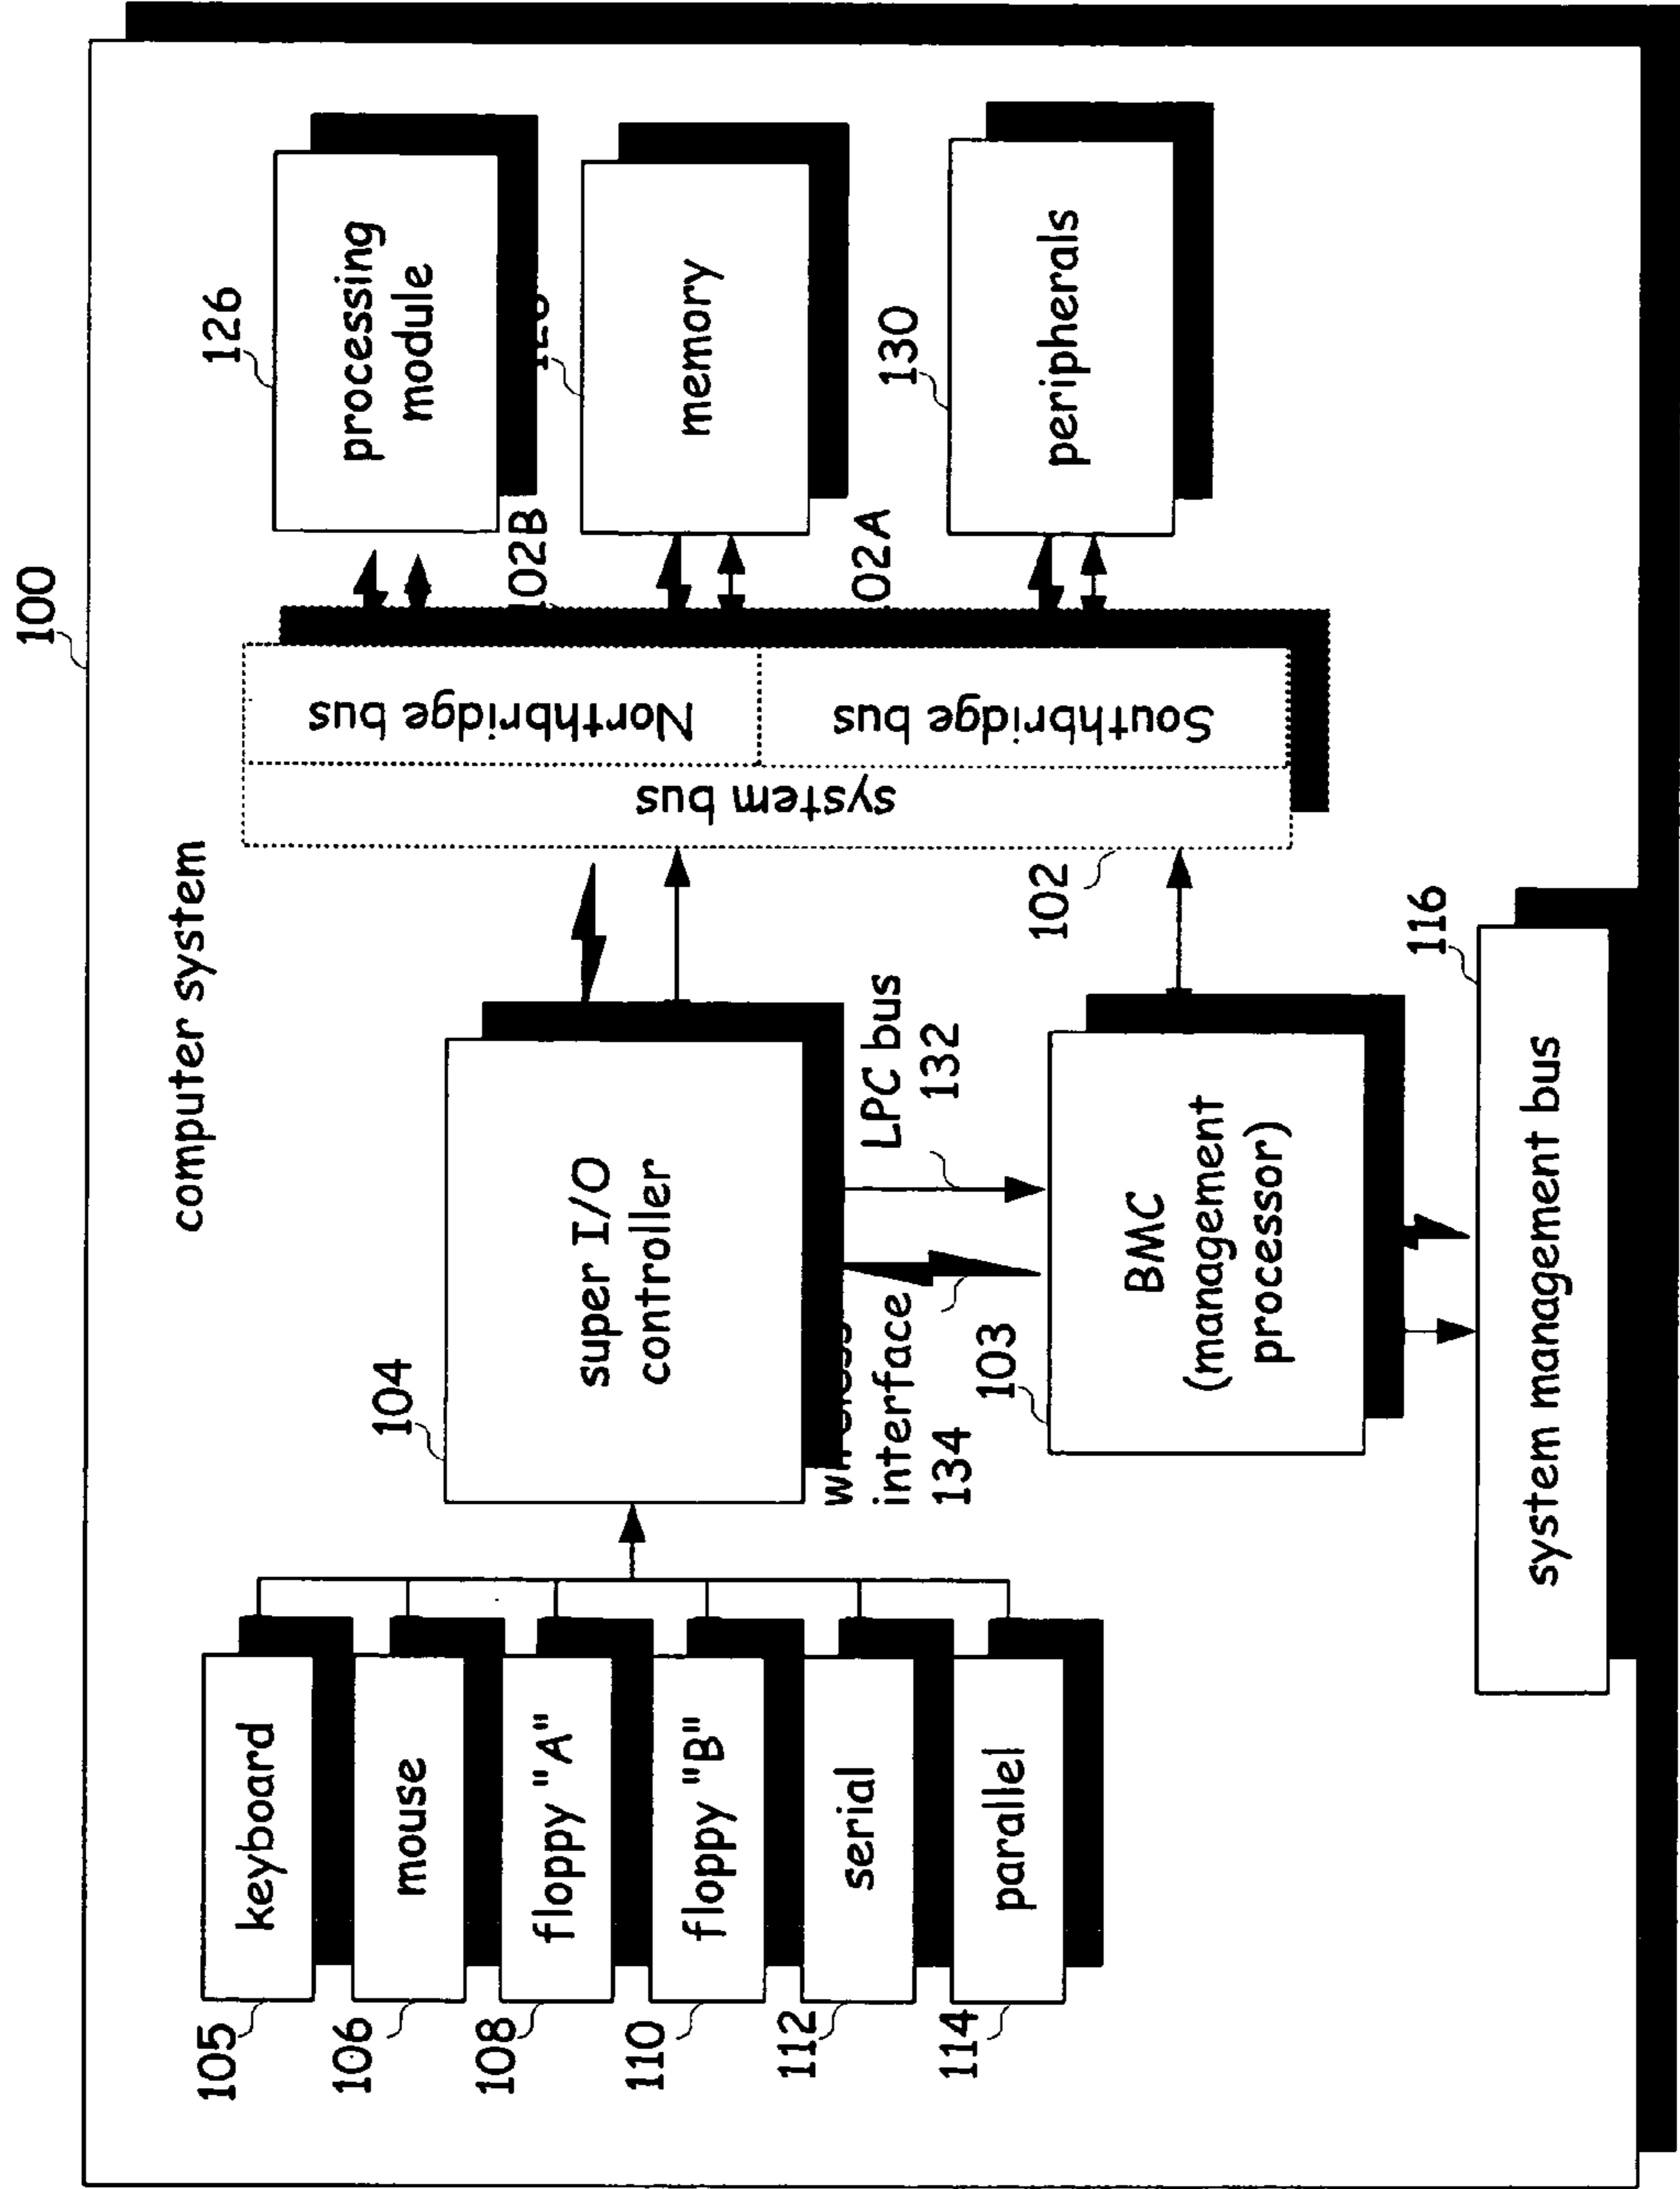 100
computer system
105
keyboard
106
mouse
108
floppy "A"
110
floppy "B"
112
serial
114
parallel
104
super I/O
controller
interface
134
LPC bus
132
103
BMC
(management
processor)
116
system management bus
102
system bus
Northbridge bus
Southbridge bus
02B
02A
126
processing
module
memory
130
peripherals